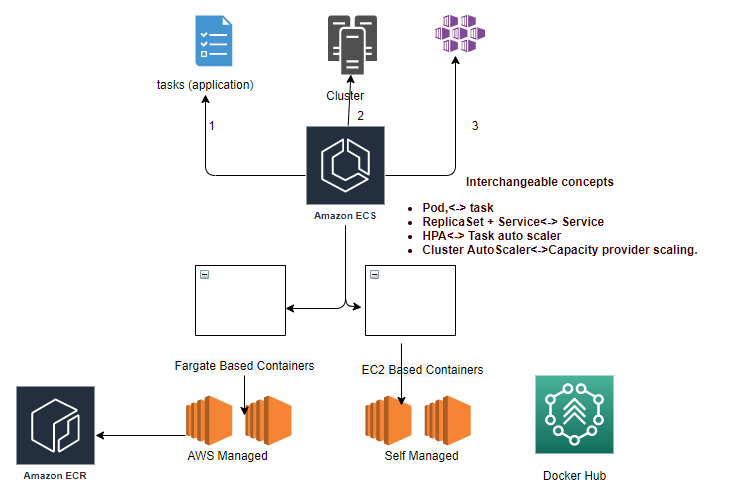 tasks (application)
Cluster
1
2
3
Amazon ECS
Interchangeable concepts
Pod,<-> task
ReplicaSet + Service<-> Service
HPA<-> Task auto scaler
Cluster AutoScaler<->Capacity provider scaling.
Fargate Based Containers
EC2 Based Containers
AWS Managed
Self Managed
Amazon ECR
Docker Hub